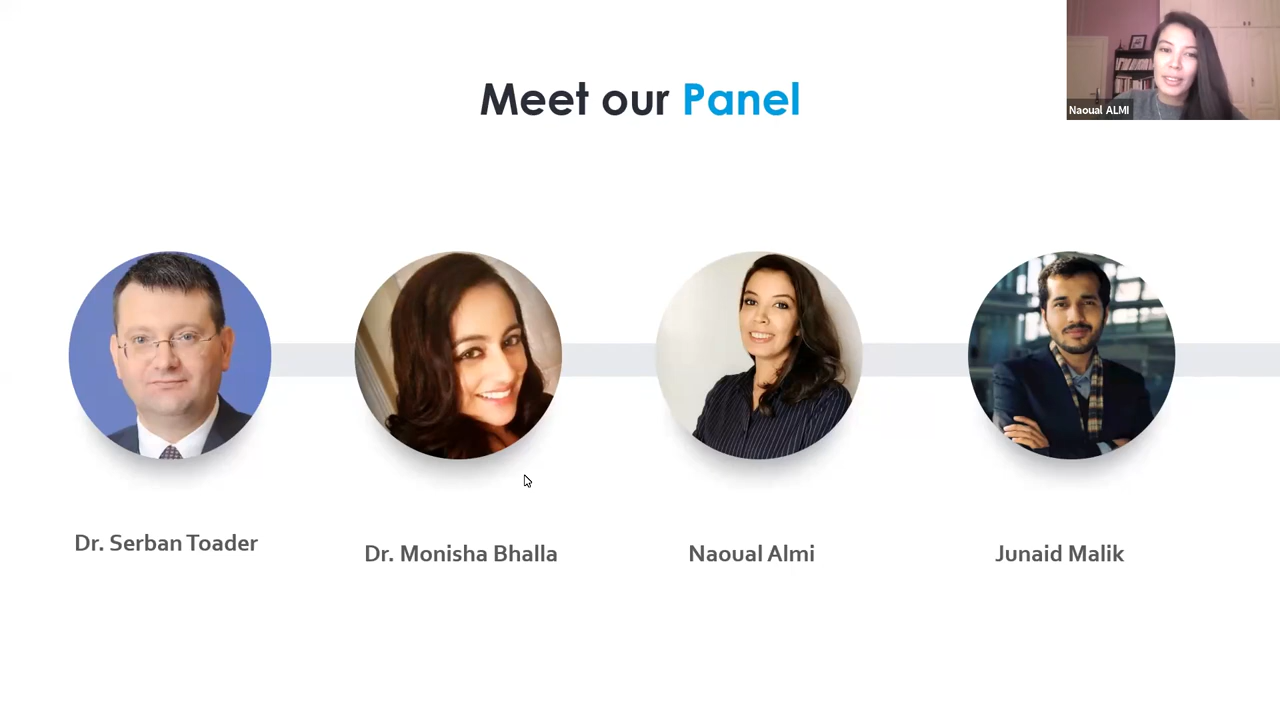 Meet our Panel
Naoual ALMI
Dr. Serban Toader
Dr. Monisha Bhalla
Naoual Almi
Junaid Malik